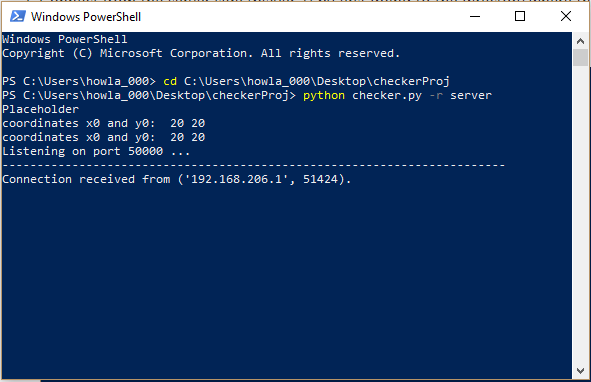 Windows PowerShell
Windows PowerShell
Copyright (C) Microsoft Corporation. All rights reserved.
PS C:\Users\howla_000> cd C:\Users\howla_000\Desktop\checkerProj
PS C:\Users\howla_000\Desktop\checkerProj> python checker.py -r server
Placeholder
coordinates x0 and y0:  20 20
coordinates x0 and y0:  20 20
Listening on port 50000 ...
------------------------------------------------------------------------
Connection received from ('192.168.206.1', 51424).